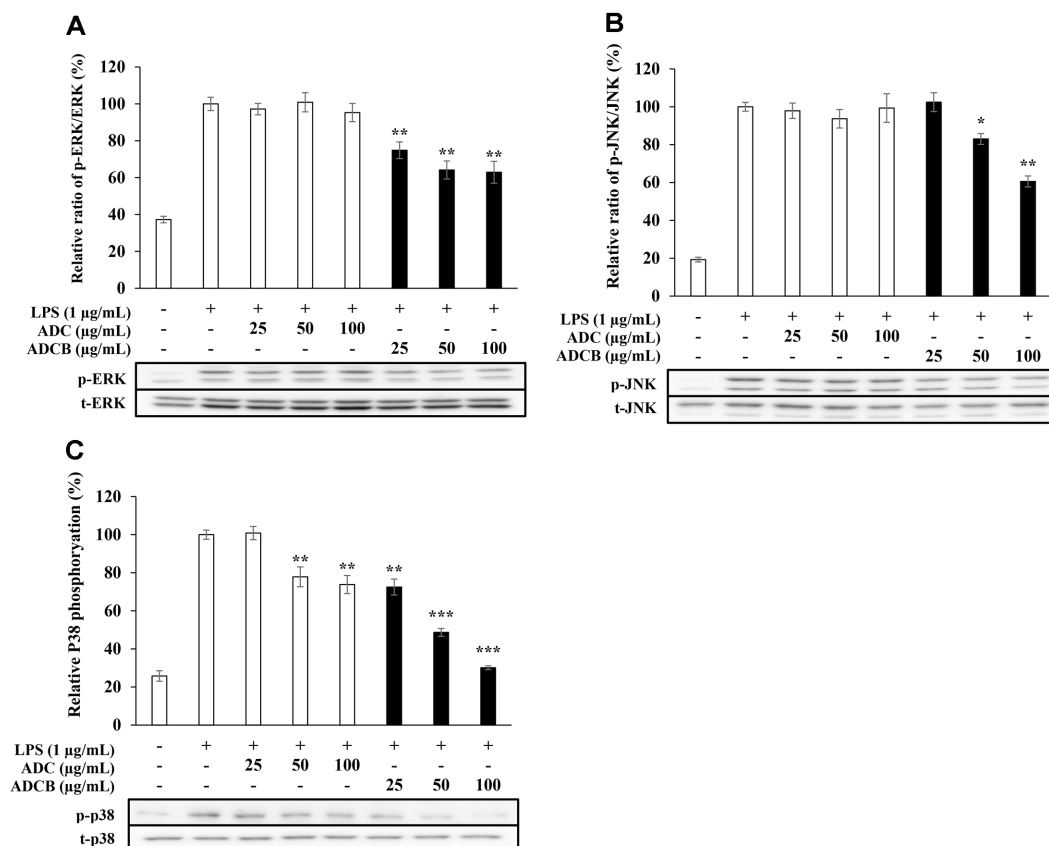 A
Relative ratio of p-ERK/ERK (%)
120
100
80
60
40
20
0
** ** **
LPS (1 μg/mL) - + + + + + + +
ADC (μg/mL) - - 25 50 100 - - -
ADCB (μg/mL) - - - - - 25 50 100
p-ERK
t-ERK
B
Relative ratio of p-JNK/JNK (%)
120
100
80
60
40
20
0
* **
LPS (1 μg/mL) - + + + + + + +
ADC (μg/mL) - - 25 50 100 - - -
ADCB (μg/mL) - - - - - 25 50 100
p-JNK
t-JNK
C
Relative P38 phosphoryation (%)
120
100
80
60
40
20
0
** ** ** *** ***
LPS (1 μg/mL) - + + + + + + +
ADC (μg/mL) - - 25 50 100 - - -
ADCB (μg/mL) - - - - - 25 50 100
p-p38
t-p38